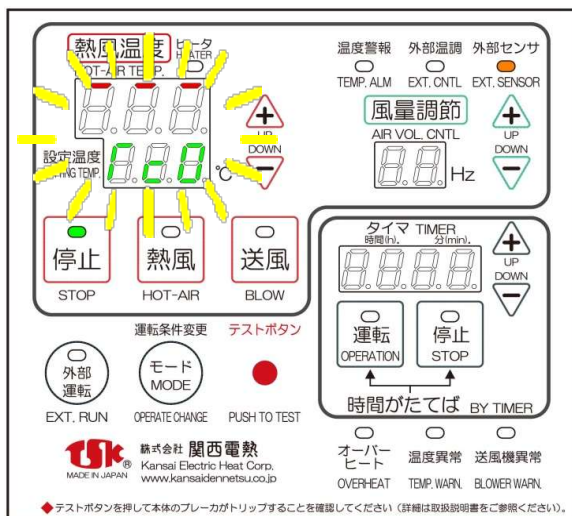 熱風温度 ヒータ
HOT-AIR TEMP. HEATER
UP
DOWN
設定温度
℃
停止
STOP
熱風
HOT-AIR
送風
BLOW
温度警報 外部温調 外部センサ
TEMP. ALM EXT. CNTL EXT. SENSOR
風量調節
AIR VOL. CNTL
Hz
UP
DOWN
タイマ TIMER
時間(h). 分(min).
UP
DOWN
運転
OPERATION
停止
STOP
時間がたてば BY TIMER
外部
運転
EXT. RUN
運転条件変更
モード
MODE
OPERATE CHANGE
テストボタン
PUSH TO TEST
TSK ®
MADE IN JAPAN
株式会社 関西電熱
Kansai Electric Heat Corp.
www.kansaidennetsu.co.jp
オーバー
ヒート
OVERHEAT
温度異常
TEMP. WARN.
送風機異常
BLOWER WARN.
◆テストボタンを押して本体のブレーカがトリップすることを確認してください（詳細は取扱説明書をご参照ください）。